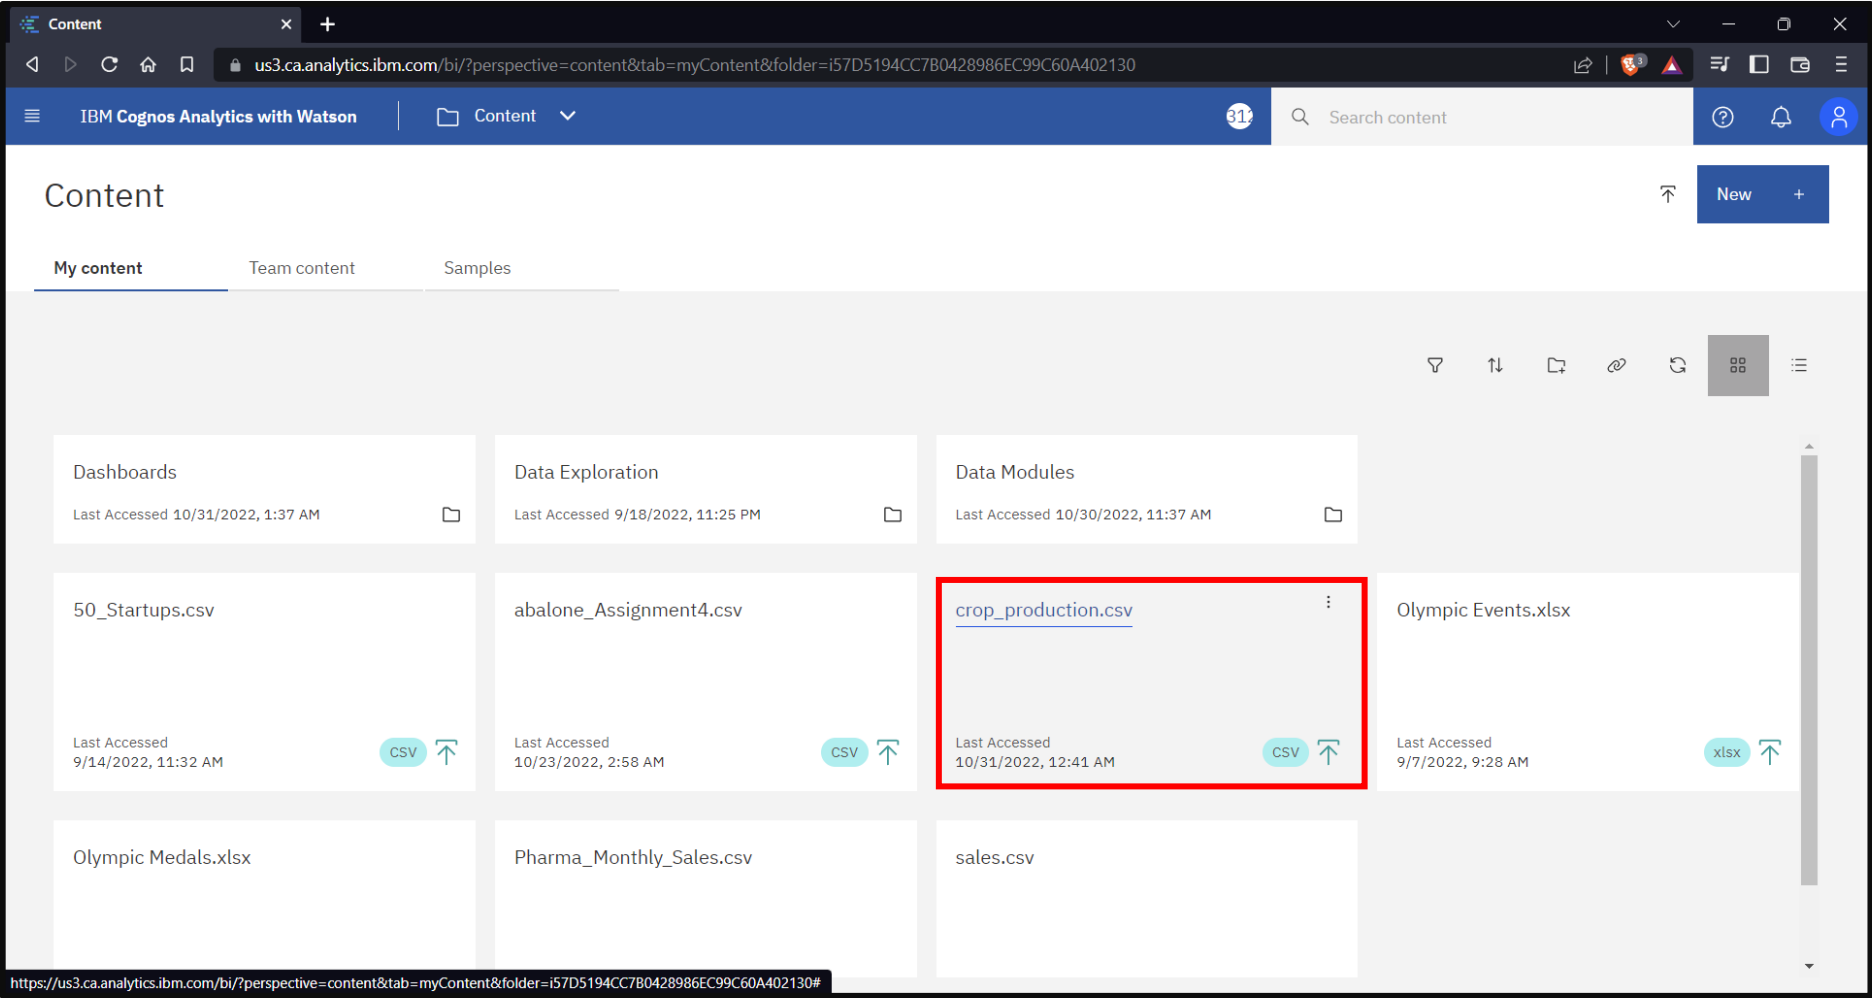 Content
us3.ca.analytics.ibm.com/bi/?perspective=content&tab=myContent&folder=i57D5194CC7B0428986EC99C60A402130
3
IBM Cognos Analytics with Watson
Content
312
Search content
Content
New +
My content
Team content
Samples
Dashboards
Last Accessed 10/31/2022, 1:37 AM
Data Exploration
Last Accessed 9/18/2022, 11:25 PM
Data Modules
Last Accessed 10/30/2022, 11:37 AM
50_Startups.csv
Last Accessed
9/14/2022, 11:32 AM
CSV
abalone_Assignment4.csv
Last Accessed
10/23/2022, 2:58 AM
CSV
crop_production.csv
Last Accessed
10/31/2022, 12:41 AM
CSV
Olympic Events.xlsx
Last Accessed
9/7/2022, 9:28 AM
xlsx
Olympic Medals.xlsx
Pharma_Monthly_Sales.csv
sales.csv
https://us3.ca.analytics.ibm.com/bi/?perspective=content&tab=myContent&folder=i57D5194CC7B0428986EC99C60A402130#